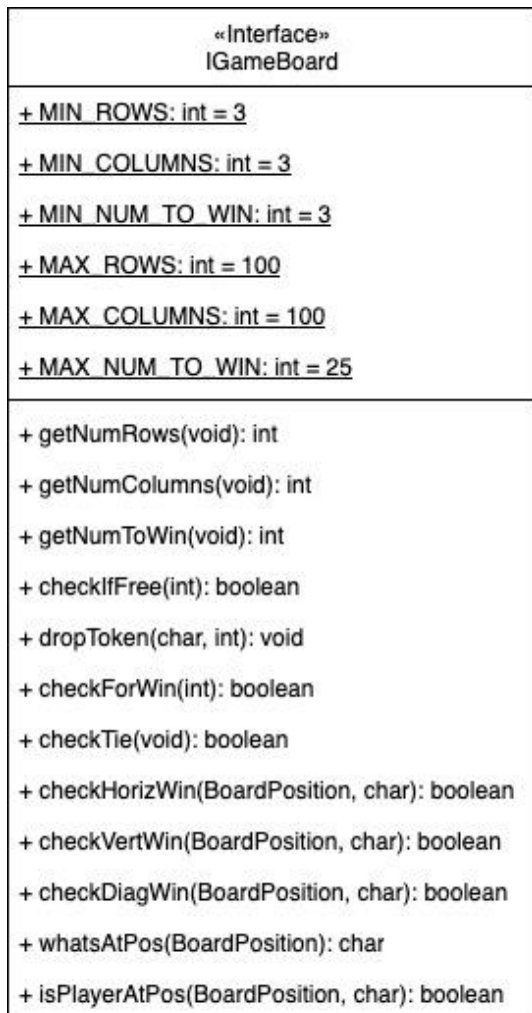 «Interface»
IGameBoard
+ MIN_ROWS: int = 3
+ MIN_COLUMNS: int = 3
+ MIN_NUM_TO_WIN: int = 3
+ MAX_ROWS: int = 100
+ MAX_COLUMNS: int = 100
+ MAX_NUM_TO_WIN: int = 25
+ getNumRows(void): int
+ getNumColumns(void): int
+ getNumToWin(void): int
+ checkIfFree(int): boolean
+ dropToken(char, int): void
+ checkForWin(int): boolean
+ checkTie(void): boolean
+ checkHorizWin(BoardPosition, char): boolean
+ checkVertWin(BoardPosition, char): boolean
+ checkDiagWin(BoardPosition, char): boolean
+ whatsAtPos(BoardPosition): char
+ isPlayerAtPos(BoardPosition, char): boolean